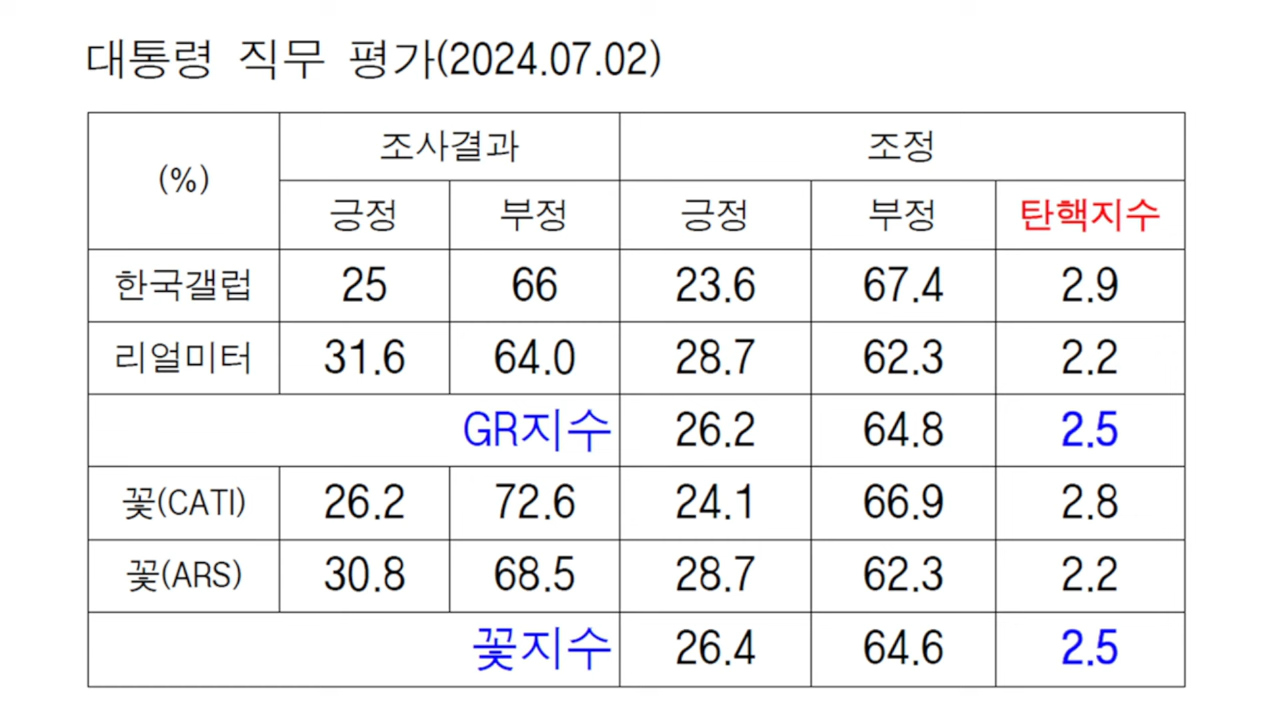 대통령 직무 평가(2024.07.02)
(%) 조사결과 조정
긍정 부정 긍정 부정 탄핵지수
한국갤럽 25 66 23.6 67.4 2.9
리얼미터 31.6 64.0 28.7 62.3 2.2
GR지수 26.2 64.8 2.5
꽃(CATI) 26.2 72.6 24.1 66.9 2.8
꽃(ARS) 30.8 68.5 28.7 62.3 2.2
꽃지수 26.4 64.6 2.5